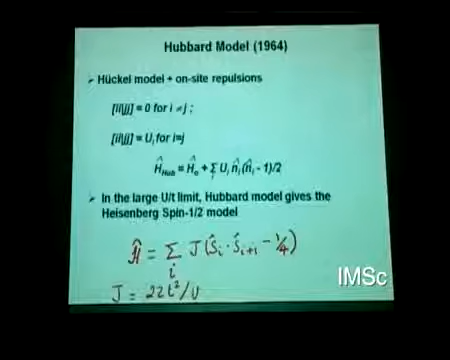 Hubbard Model (1964)
➢ Hückel model + on-site repulsions
[ii|jj] = 0 for i ≠ j ;
[ii|jj] = Uᵢ for i=j
Ĥ_Hub = Ĥ₀ + Σᵢ Uᵢ n̂ᵢ(n̂ᵢ - 1)/2
➢ In the large U/t limit, Hubbard model gives the
Heisenberg Spin-1/2 model
Ĥ = Σᵢ J (Ŝᵢ · Ŝᵢ₊₁ - 1/4)
J = 2zt²/U
IMSc